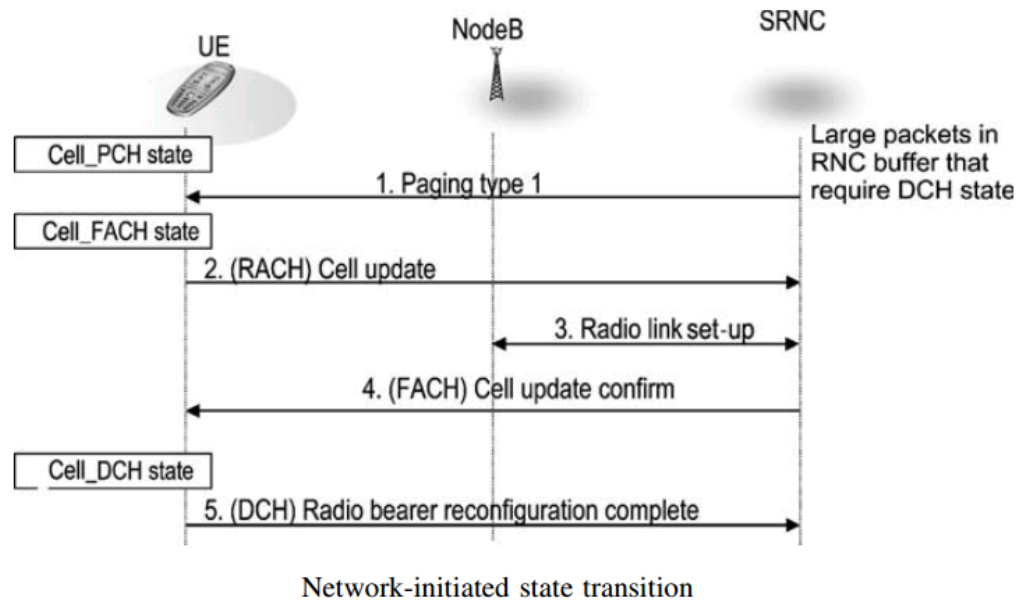 UE
NodeB
SRNC
Cell_PCH state
Large packets in
RNC buffer that
require DCH state
1. Paging type 1
Cell_FACH state
2. (RACH) Cell update
3. Radio link set-up
4. (FACH) Cell update confirm
Cell_DCH state
5. (DCH) Radio bearer reconfiguration complete
Network-initiated state transition